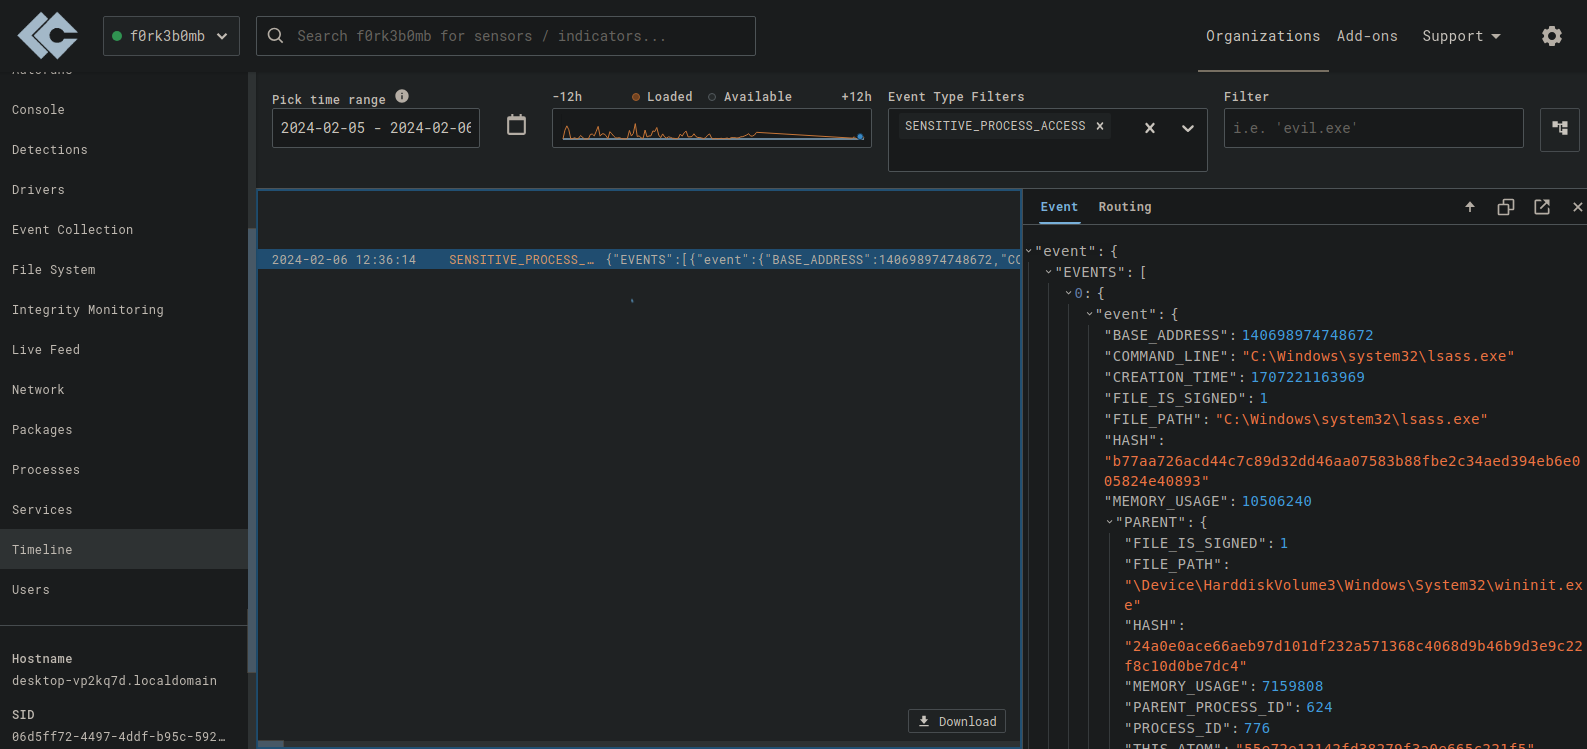 f0rk3b0mb
Search f0rk3b0mb for sensors / indicators...
Organizations
Add-ons
Support
Console
Detections
Drivers
Event Collection
File System
Integrity Monitoring
Live Feed
Network
Packages
Processes
Services
Timeline
Users
Hostname
desktop-vp2kq7d.localdomain
SID
06d5ff72-4497-4ddf-b95c-592…
Pick time range
2024-02-05 - 2024-02-06
-12h
Loaded
Available
+12h
Event Type Filters
SENSITIVE_PROCESS_ACCESS
Filter
i.e. 'evil.exe'
2024-02-06 12:36:14 SENSITIVE_PROCESS_… {"EVENTS":[{"event":{"BASE_ADDRESS":140698974748672,"CO
Download
Event
Routing
"event": {
"EVENTS": [
0: {
"event": {
"BASE_ADDRESS": 140698974748672
"COMMAND_LINE": "C:\Windows\system32\lsass.exe"
"CREATION_TIME": 1707221163969
"FILE_IS_SIGNED": 1
"FILE_PATH": "C:\Windows\system32\lsass.exe"
"HASH":
"b77aa726acd44c7c89d32dd46aa07583b88fbe2c34aed394eb6e0
05824e40893"
"MEMORY_USAGE": 10506240
"PARENT": {
"FILE_IS_SIGNED": 1
"FILE_PATH":
"\Device\HarddiskVolume3\Windows\System32\wininit.ex
e"
"HASH":
"24a0e0ace66aeb97d101df232a571368c4068d9b46b9d3e9c22
f8c10d0be7dc4"
"MEMORY_USAGE": 7159808
"PARENT_PROCESS_ID": 624
"PROCESS_ID": 776
"THIS_ATOM":